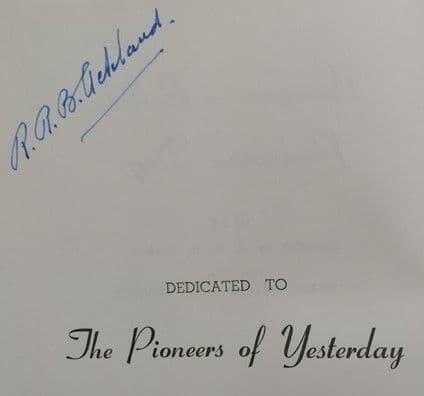 R. R. B. Ackland.
DEDICATED TO
The Pioneers of Yesterday